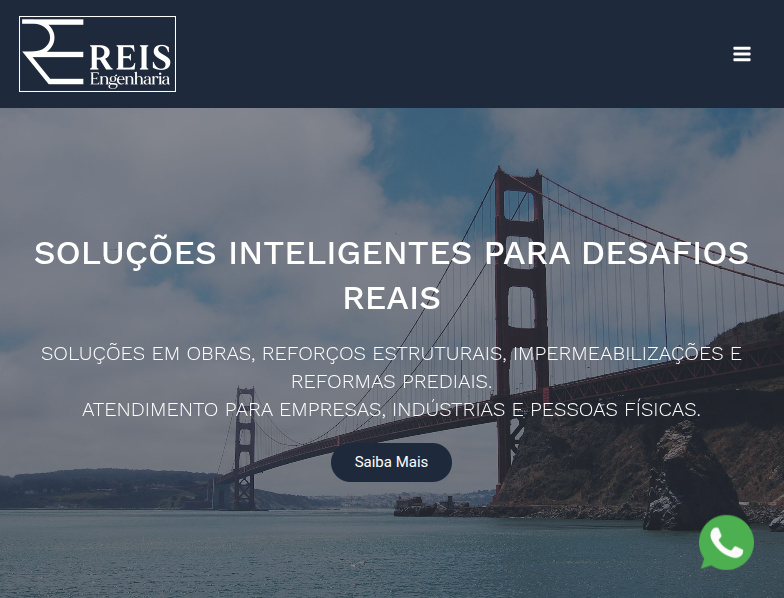 REIS
Engenharia
SOLUÇÕES INTELIGENTES PARA DESAFIOS
REAIS
SOLUÇÕES EM OBRAS, REFORÇOS ESTRUTURAIS, IMPERMEABILIZAÇÕES E
REFORMAS PREDIAIS.
ATENDIMENTO PARA EMPRESAS, INDÚSTRIAS E PESSOAS FÍSICAS.
Saiba Mais